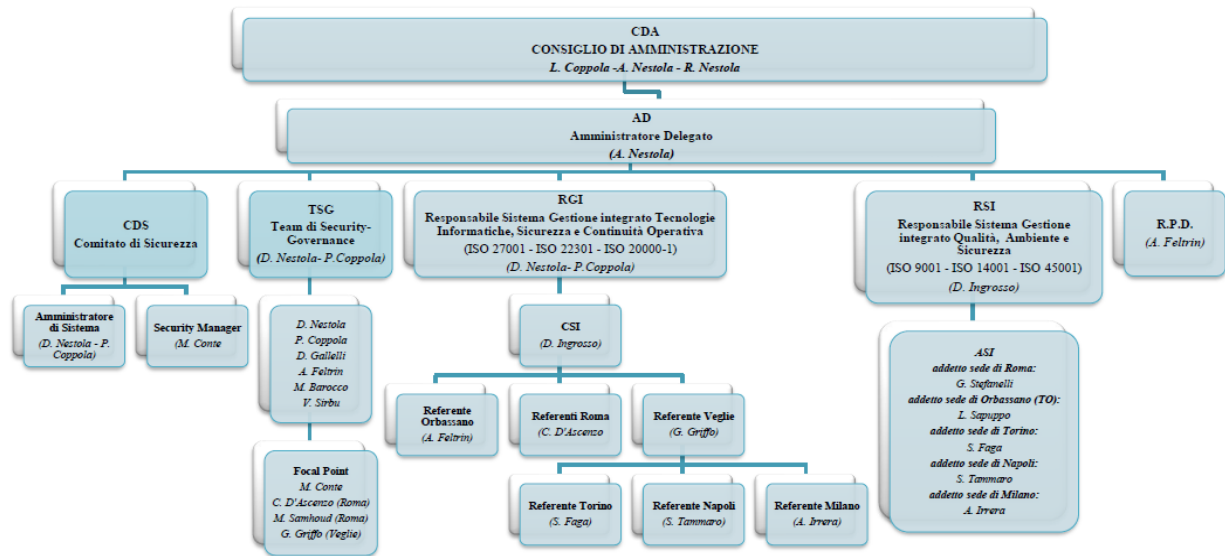 CDA
CONSIGLIO DI AMMINISTRAZIONE
L. Coppola -A. Nestola - R. Nestola
AD
Amministratore Delegato
(A. Nestola)
CDS
Comitato di Sicurezza
TSG
Team di Security-
Governance
(D. Nestola- P.Coppola)
RGI
Responsabile Sistema Gestione integrato Tecnologie
Informatiche, Sicurezza e Continuità Operativa
(ISO 27001 - ISO 22301 - ISO 20000-1)
(D. Nestola- P.Coppola)
RSI
Responsabile Sistema Gestione
integrato Qualità, Ambiente e
Sicurezza
(ISO 9001 - ISO 14001 - ISO 45001)
(D. Ingrosso)
R.P.D.
(A. Feltrin)
Amministratore
di Sistema
(D. Nestola - P.
Coppola)
Security Manager
(M. Conte)
D. Nestola
P. Coppola
D. Gallelli
A. Feltrin
M. Barocco
V. Sirbu
CSI
(D. Ingrosso)
ASI
addetto sede di Roma:
G. Stefanelli
addetto sede di Orbassano (TO):
L. Sapuppo
addetto sede di Torino:
S. Faga
addetto sede di Napoli:
S. Tammaro
addetto sede di Milano:
A. Irrera
Referente
Orbassano
(A. Feltrin)
Referenti Roma
(C. D'Ascenzo
Referente Veglie
(G. Griffo)
Focal Point
M. Conte
C. D'Ascenzo (Roma)
M. Samhoud (Roma)
G. Griffo (Veglie)
Referente Torino
(S. Faga)
Referente Napoli
(S. Tammaro)
Referente Milano
(A. Irrera)